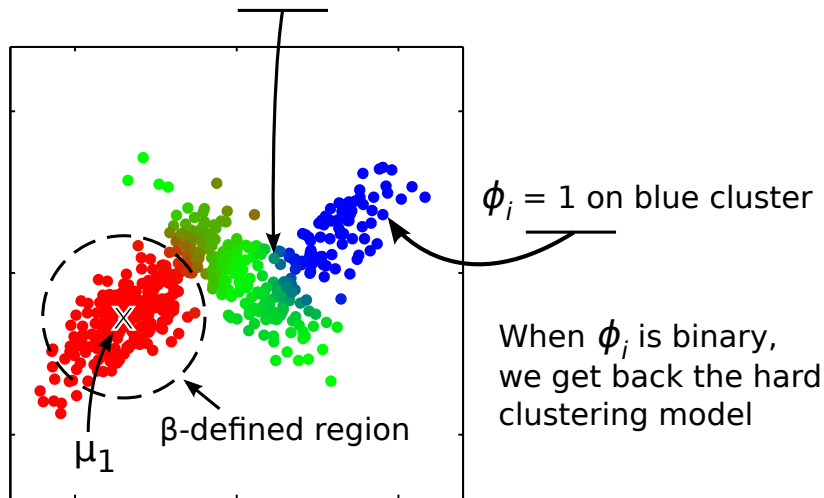 ϕi = 1 on blue cluster
When ϕi is binary,
we get back the hard
clustering model
β-defined region
μ1
X